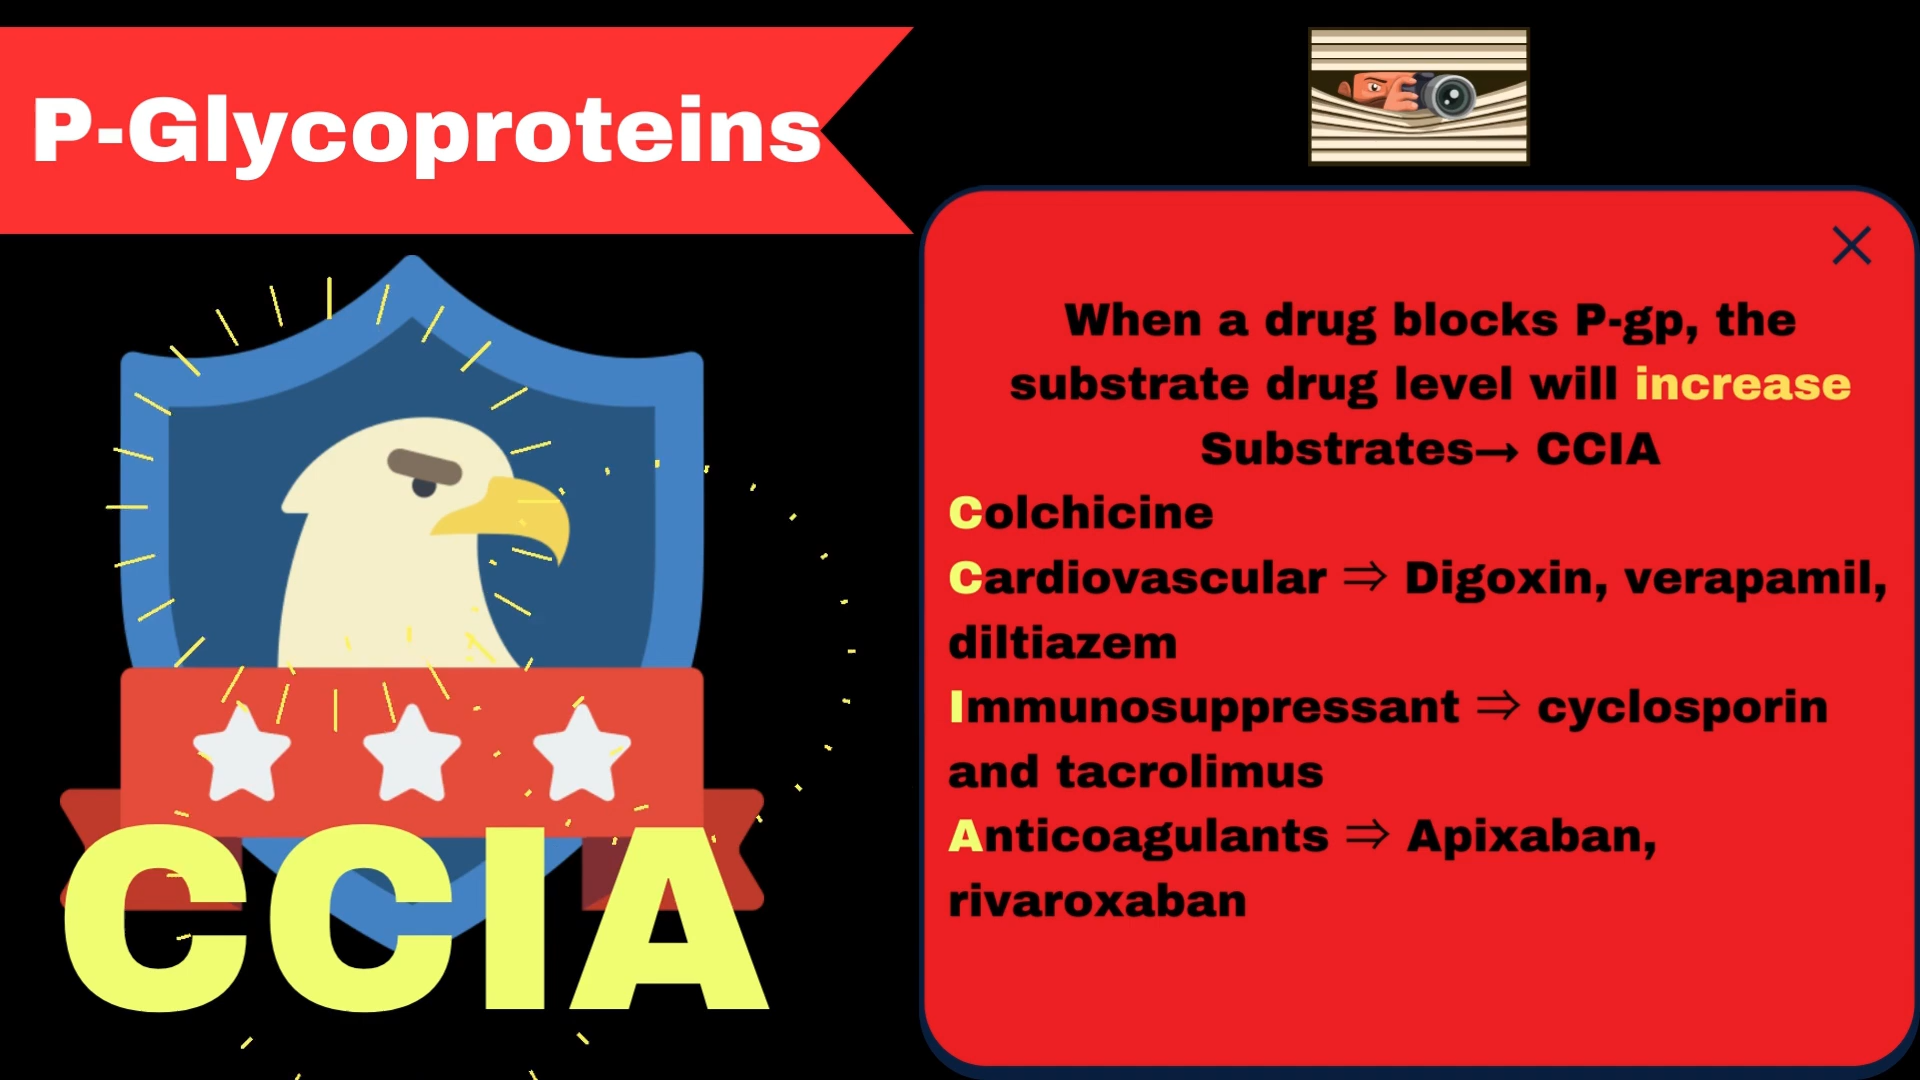 P-Glycoproteins
CCIA
When a drug blocks P-gp, the
substrate drug level will increase
Substrates→ CCIA
Colchicine
Cardiovascular ⇒ Digoxin, verapamil,
diltiazem
Immunosuppressant ⇒ cyclosporin
and tacrolimus
Anticoagulants ⇒ Apixaban,
rivaroxaban